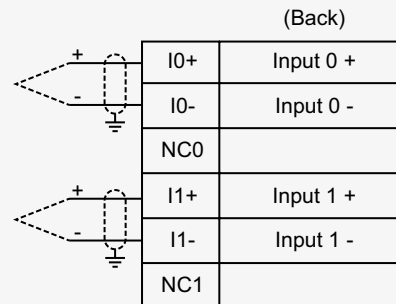 (Back)
+ I0+ Input 0 +
- I0- Input 0 -
NC0
+ I1+ Input 1 +
- I1- Input 1 -
NC1